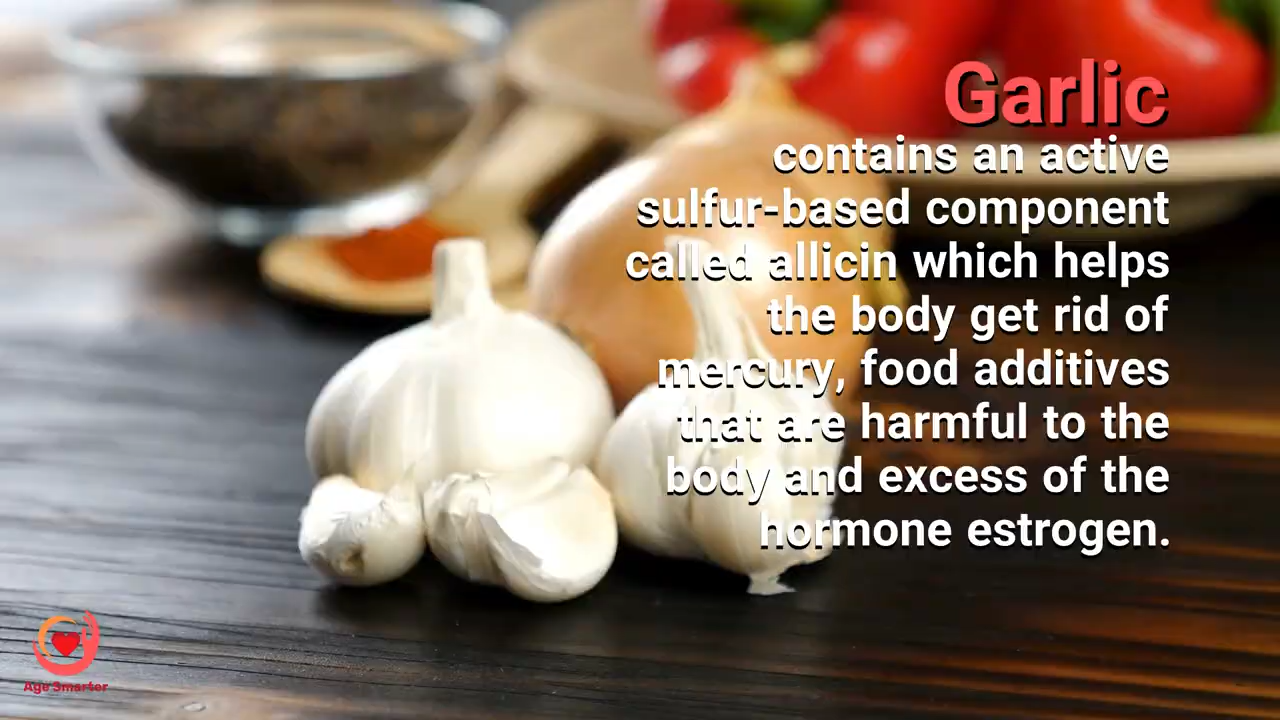 Garlic
contains an active
sulfur-based component
called allicin which helps
the body get rid of
mercury, food additives
that are harmful to the
body and excess of the
hormone estrogen.
Age Smarter